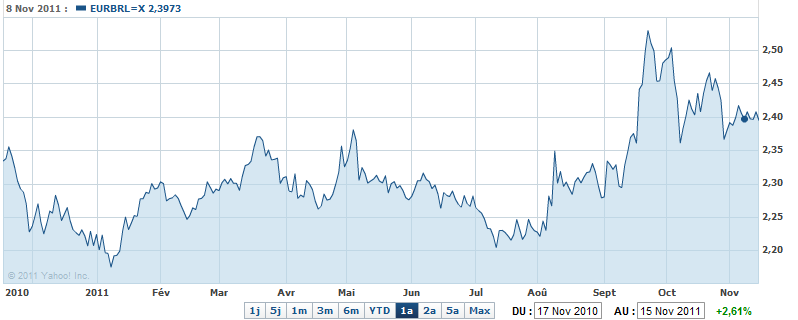 8 Nov 2011 : EURBRL=X 2,3973
2,50
2,45
2,40
2,35
2,30
2,25
2,20
© 2011 Yahoo! Inc.
2010 2011 Fév Mar Avr Mai Jun Jul Aoû Sept Oct Nov
1j 5j 1m 3m 6m YTD 1a 2a 5a Max DU : 17 Nov 2010 AU : 15 Nov 2011 +2,61%